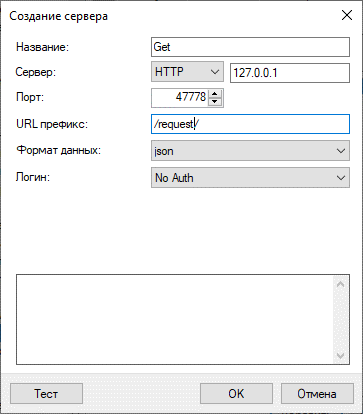 Создание сервера
Название: Get
Сервер: HTTP 127.0.0.1
Порт: 47778
URL префикс: /request/
Формат данных: json
Логин: No Auth
Тест OK Отмена